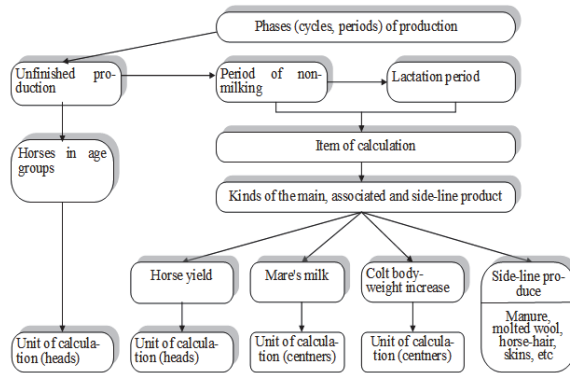 Phases (cycles, periods) of production
Unfinished pro-
duction
Period of non-
milking
Lactation period
Horses in age
groups
Item of calculation
Kinds of the main, associated and side-line product
Horse yield
Mare's milk
Colt body-
weight increase
Side-line
produce
Manure,
molted wool,
horse-hair,
skins, etc
Unit of calcula-
tion (heads)
Unit of calcula-
tion (heads)
Unit of calcula-
tion (centners)
Unit of calcula-
tion (centners)